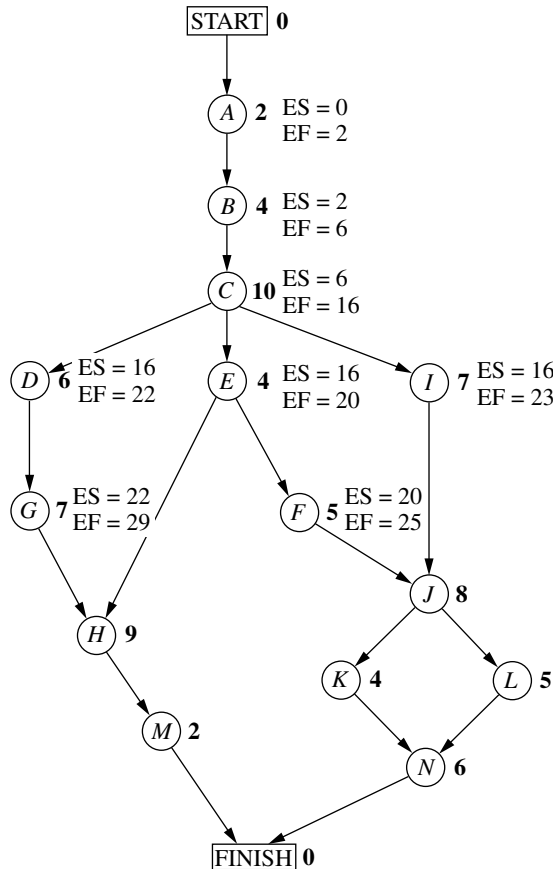 START 0
A 2 ES = 0
EF = 2
B 4 ES = 2
EF = 6
C 10 ES = 6
EF = 16
D 6 ES = 16
EF = 22
E 4 ES = 16
EF = 20
I 7 ES = 16
EF = 23
G 7 ES = 22
EF = 29
F 5 ES = 20
EF = 25
J 8
H 9
K 4
L 5
M 2
N 6
FINISH 0